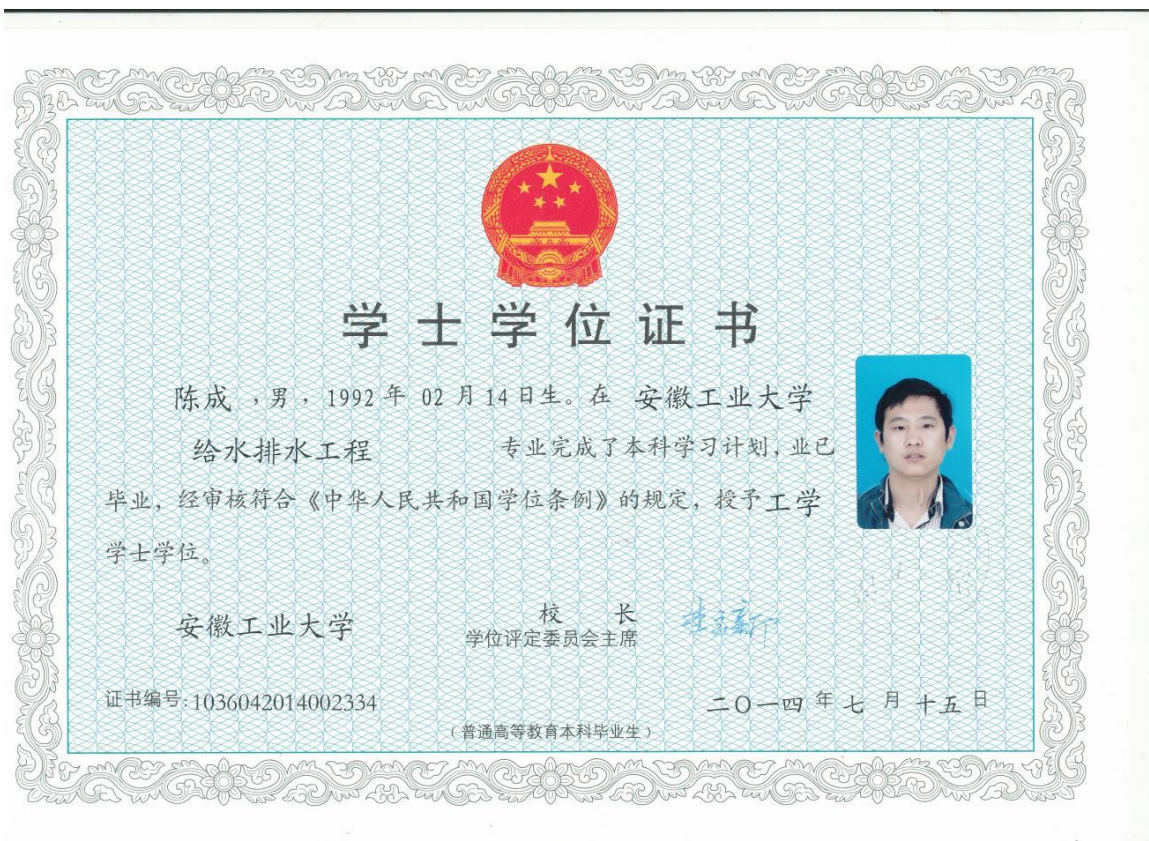 学士学位证书
陈成 ,男,1992年 02月14日生。在 安徽工业大学
给水排水工程 专业完成了本科学习计划,业已
毕业,经审核符合《中华人民共和国学位条例》的规定,授予工学
学士学位。
安徽工业大学
校 长
学位评定委员会主席
证书编号:1036042014002334
二〇一四年七月十五日
(普通高等教育本科毕业生)